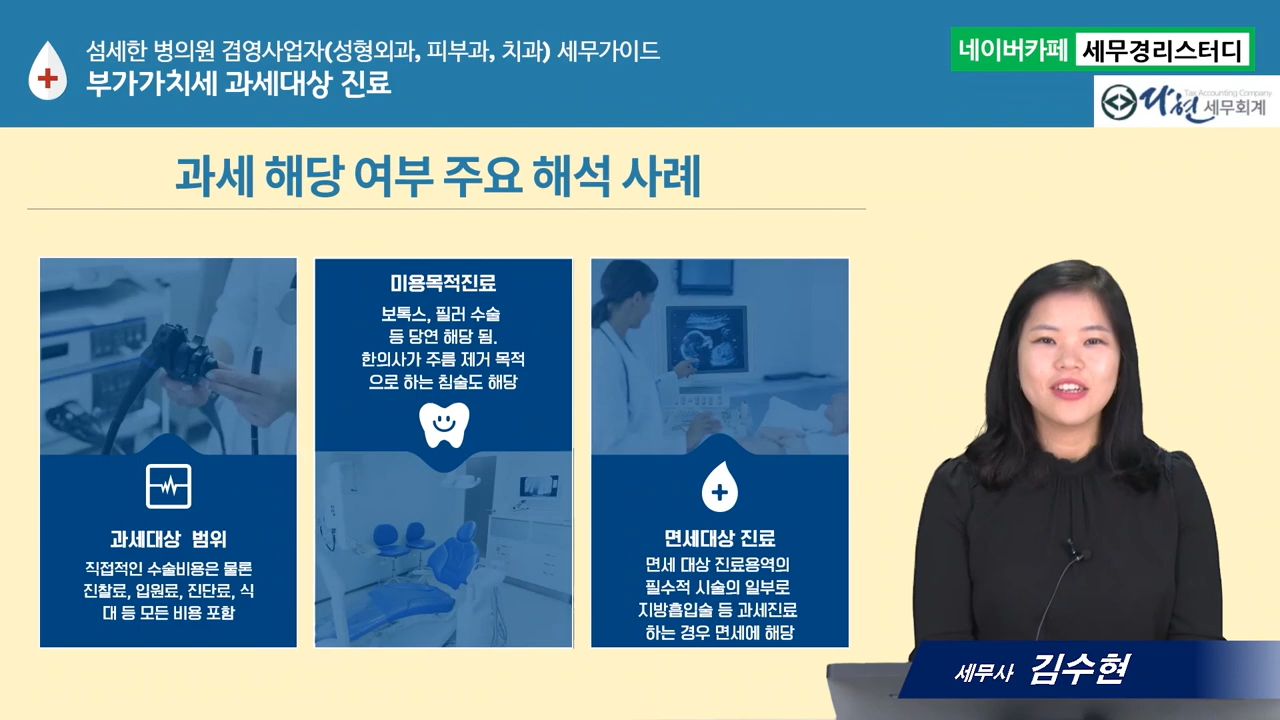 섬세한 병의원 겸영사업자(성형외과, 피부과, 치과) 세무가이드
부가가치세 과세대상 진료
네이버카페 세무경리스터디
Tax Accounting Company
다현 세무회계
과세 해당 여부 주요 해석 사례
과세대상 범위
직접적인 수술비용은 물론
진찰료, 입원료, 진단료, 식
대 등 모든 비용 포함
미용목적진료
보톡스, 필러 수술
등 당연 해당 됨.
한의사가 주름 제거 목적
으로 하는 침술도 해당
면세대상 진료
면세 대상 진료용역의
필수적 시술의 일부로
지방흡입술 등 과세진료
하는 경우 면세에 해당
세무사 김수현